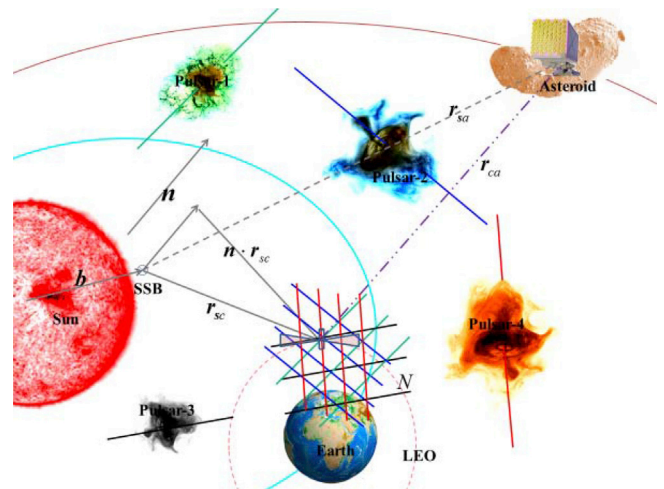 Pulsar-1
Asteroid
r_sa
Pulsar-2
r_ca
n
b
SSB
n · r_sc
Sun
r_sc
Pulsar-4
N
Pulsar-3
Earth
LEO